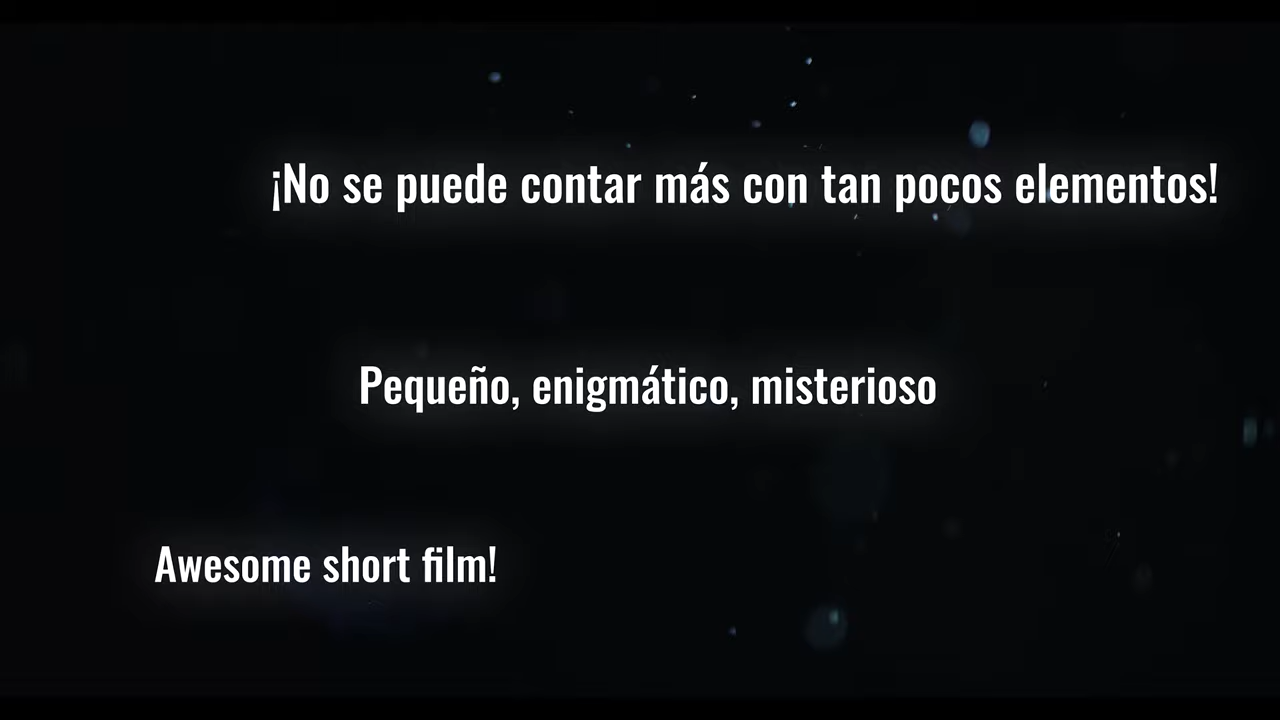 ¡No se puede contar más con tan pocos elementos!
Pequeño, enigmático, misterioso
Awesome short film!